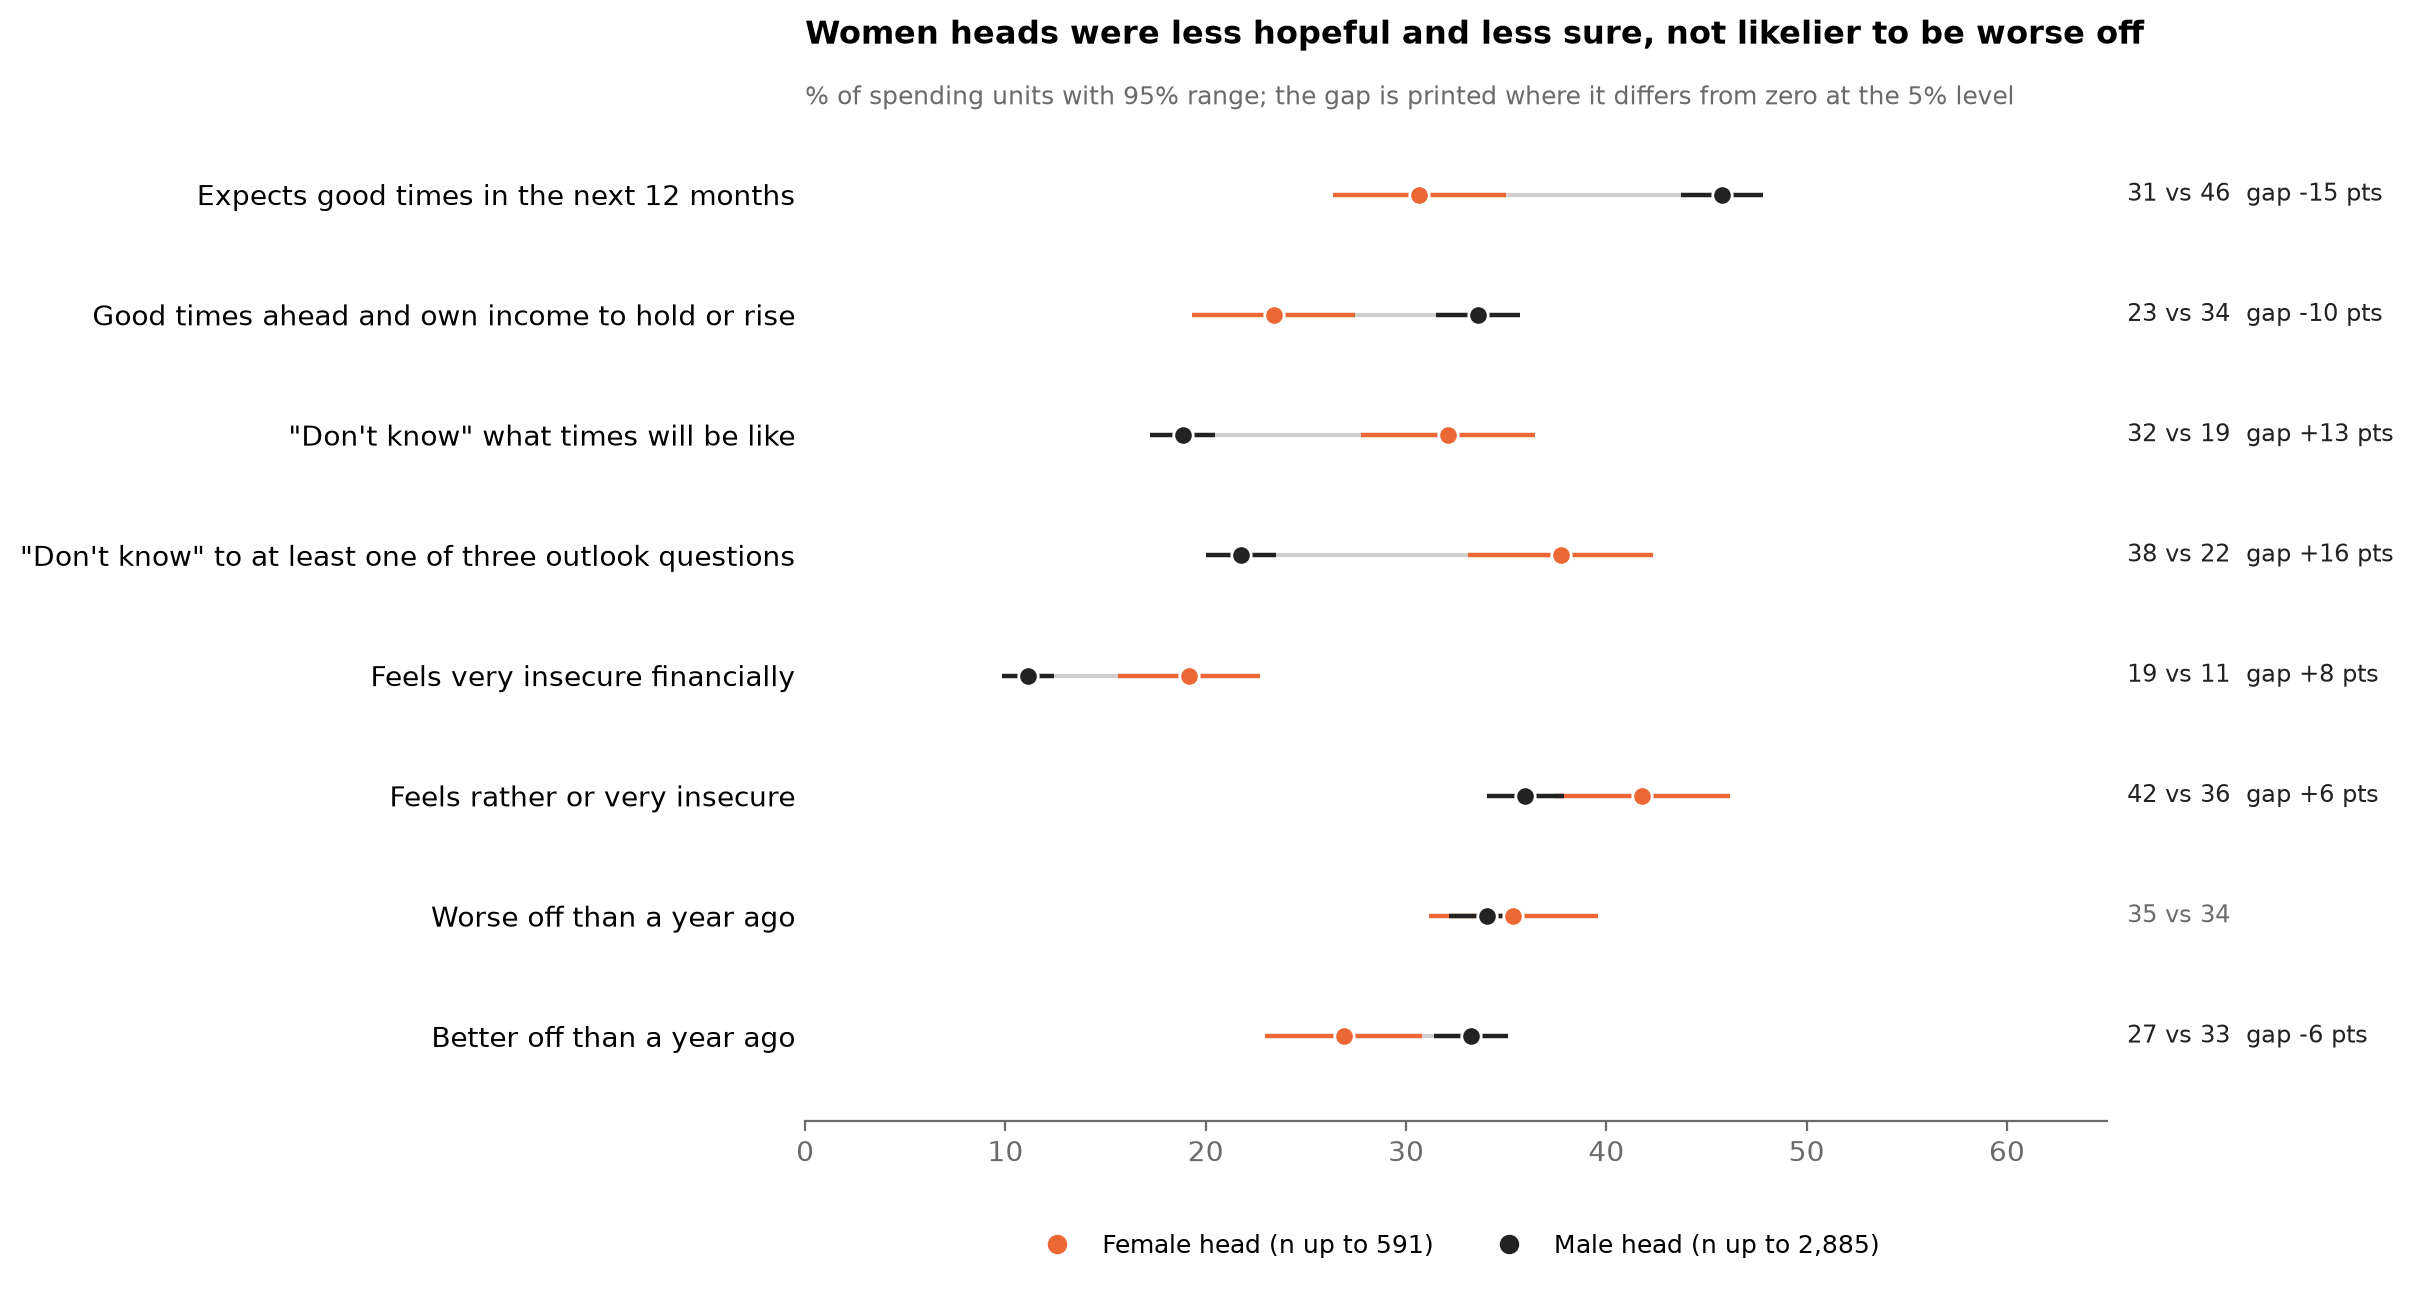 Women heads were less hopeful and less sure, not likelier to be worse off
% of spending units with 95% range; the gap is printed where it differs from zero at the 5% level
Expects good times in the next 12 months 31 vs 46 gap -15 pts
Good times ahead and own income to hold or rise 23 vs 34 gap -10 pts
"Don't know" what times will be like 32 vs 19 gap +13 pts
"Don't know" to at least one of three outlook questions 38 vs 22 gap +16 pts
Feels very insecure financially 19 vs 11 gap +8 pts
Feels rather or very insecure 42 vs 36 gap +6 pts
Worse off than a year ago 35 vs 34
Better off than a year ago 27 vs 33 gap -6 pts
0 10 20 30 40 50 60
Female head (n up to 591) Male head (n up to 2,885)